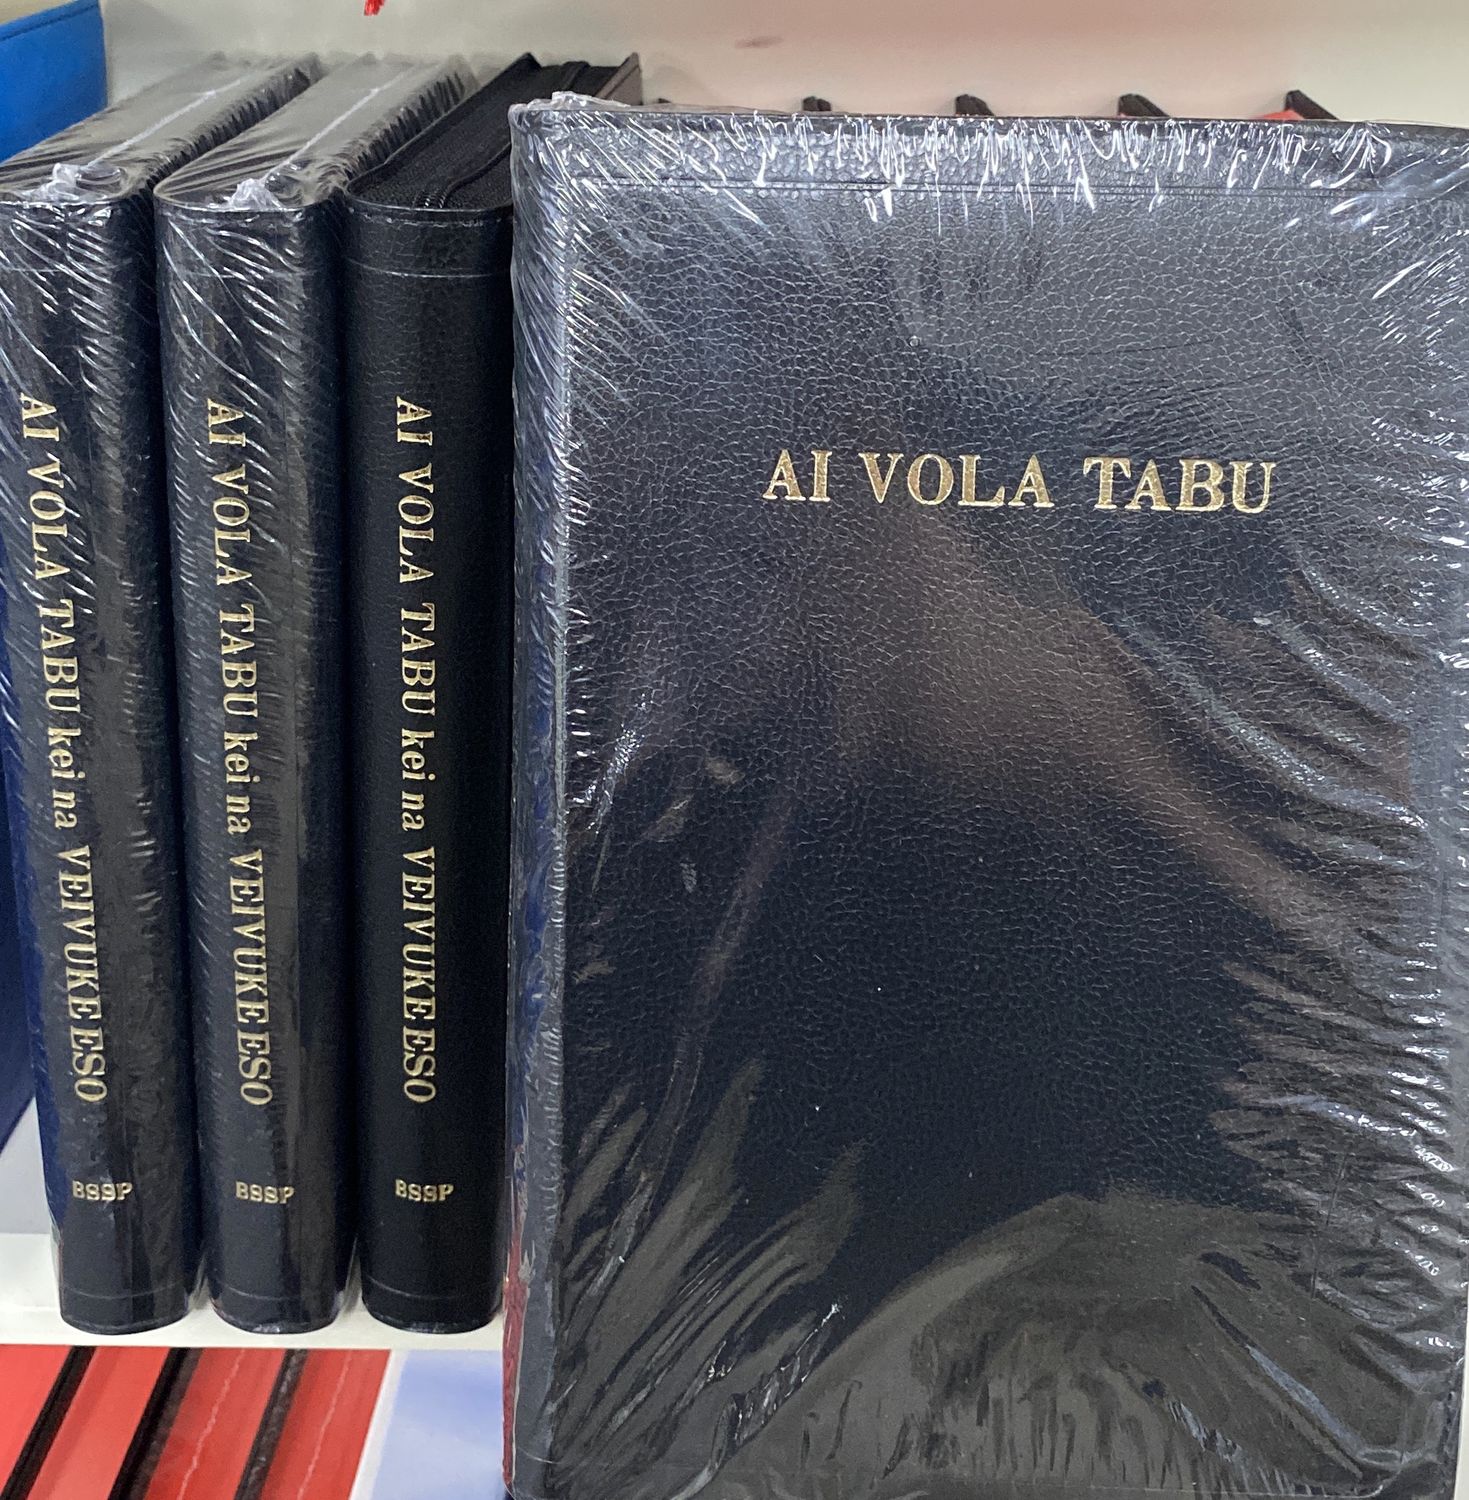 AI VOLA TABU kei na VEIVUKE ESO
BSSP
AI VOLA TABU kei na VEIVUKE ESO
BSSP
AI VOLA TABU kei na VEIVUKE ESO
BSSP
AI VOLA TABU